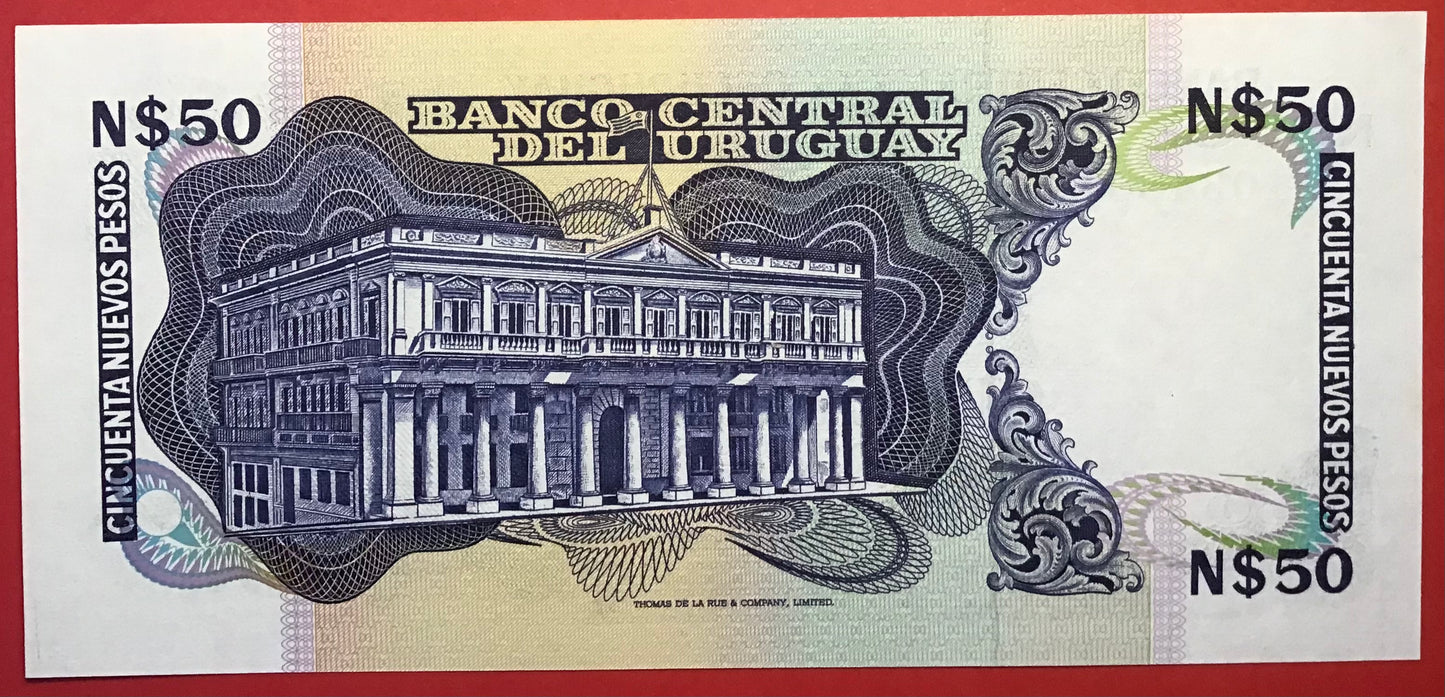 N$50
BANCO CENTRAL
DEL URUGUAY
N$50
CINCUENTA NUEVOS PESOS
CINCUENTA NUEVOS PESOS
N$50
THOMAS DE LA RUE & COMPANY, LIMITED.